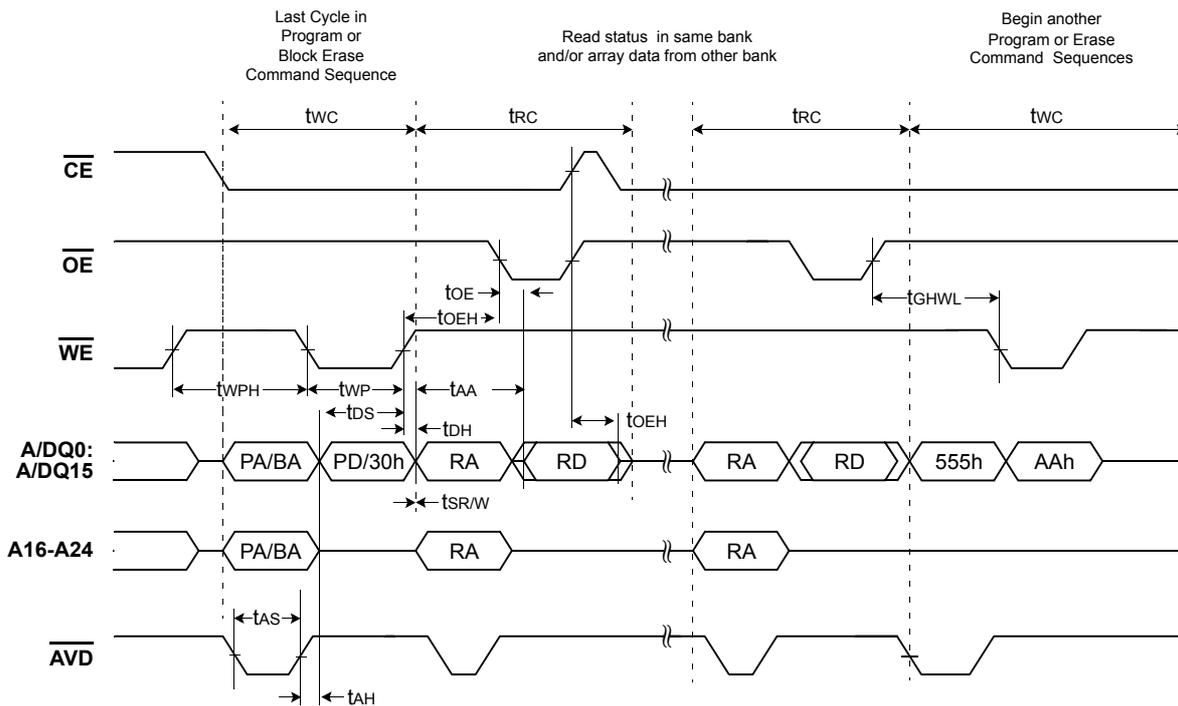 Last Cycle in
Program or
Block Erase
Command Sequence
Read status in same bank
and/or array data from other bank
Begin another
Program or Erase
Command Sequences
tWC
tRC
tRC
tWC
CE
OE
tOE
tOEH
tGHWL
WE
tWPH
tWP
tAA
tDS
tDH
tOEH
A/DQ0:
A/DQ15
PA/BA
PD/30h
RA
RD
RA
RD
555h
AAh
tSR/W
A16-A24
PA/BA
RA
RA
tAS
AVD
tAH